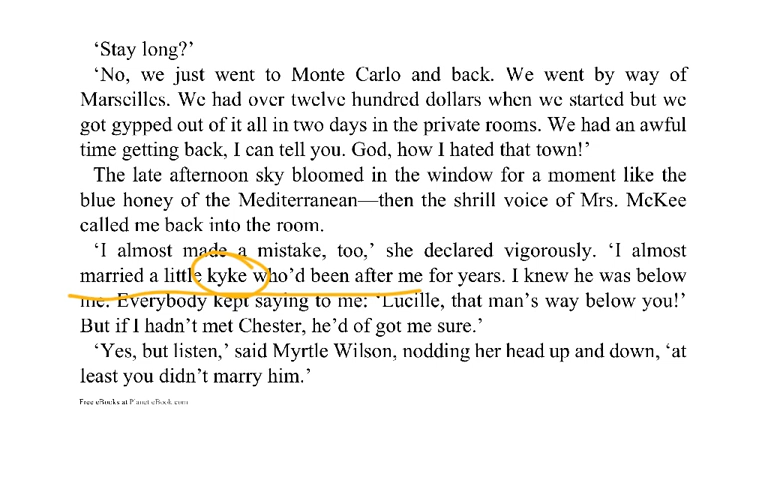 ‘Stay long?’
‘No, we just went to Monte Carlo and back. We went by way of
Marseilles. We had over twelve hundred dollars when we started but we
got gypped out of it all in two days in the private rooms. We had an awful
time getting back, I can tell you. God, how I hated that town!’
The late afternoon sky bloomed in the window for a moment like the
blue honey of the Mediterranean—then the shrill voice of Mrs. McKee
called me back into the room.
‘I almost made a mistake, too,’ she declared vigorously. ‘I almost
married a little kyke who’d been after me for years. I knew he was below
me. Everybody kept saying to me: ‘Lucille, that man’s way below you!’
But if I hadn’t met Chester, he’d of got me sure.’
‘Yes, but listen,’ said Myrtle Wilson, nodding her head up and down, ‘at
least you didn’t marry him.’
Free eBooks at Planet eBook.com